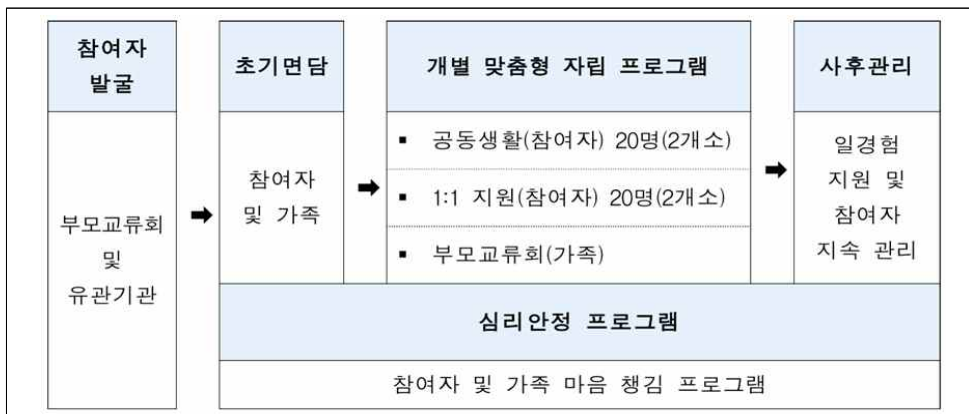 참여자
발굴
부모교류회
및
유관기관
초기면담
참여자
및 가족
개별 맞춤형 자립 프로그램
▪ 공동생활(참여자) 20명(2개소)
▪ 1:1 지원(참여자) 20명(2개소)
▪ 부모교류회(가족)
사후관리
일경험
지원 및
참여자
지속 관리
심리안정 프로그램
참여자 및 가족 마음 챙김 프로그램